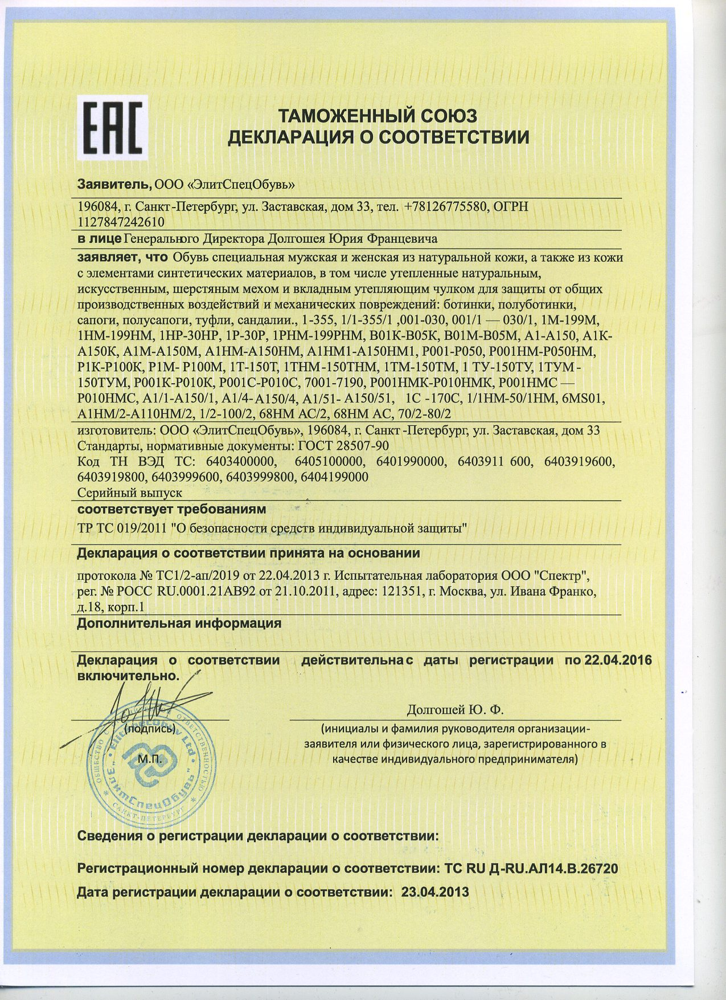 ЕАС
ТАМОЖЕННЫЙ СОЮЗ
ДЕКЛАРАЦИЯ О СООТВЕТСТВИИ
Заявитель, ООО «ЭлитСпецОбувь»
196084, г. Санкт-Петербург, ул. Заставская, дом 33, тел. +78126775580, ОГРН
1127847242610
в лице Генерального Директора Долгошея Юрия Францевича
заявляет, что Обувь специальная мужская и женская из натуральной кожи, а также из кожи
с элементами синтетических материалов, в том числе утепленные натуральным,
искусственным, шерстяным мехом и вкладным утепляющим чулком для защиты от общих
производственных воздействий и механических повреждений: ботинки, полуботинки,
сапоги, полусапоги, туфли, сандалии., 1-355, 1/1-355/1 ,001-030, 001/1 — 030/1, 1М-199М,
1НМ-199НМ, 1НР-30НР, 1Р-30Р, 1РНМ-199РНМ, В01К-В05К, В01М-В05М, А1-А150, А1К-
А150К, А1М-А150М, А1НМ-А150НМ, А1НМ1-А150НМ1, Р001-Р050, Р001НМ-Р050НМ,
Р1К-Р100К, Р1М- Р100М, 1Т-150Т, 1ТНМ-150ТНМ, 1ТМ-150ТМ, 1 ТУ-150ТУ, 1ТУМ-
150ТУМ, Р001К-Р010К, Р001С-Р010С, 7001-7190, Р001НМК-Р010НМК, Р001НМС —
Р010НМС, А1/1-А150/1, А1/4-А150/4, А1/51- А150/51, 1С -170С, 1/1НМ-50/1НМ, 6MS01,
А1НМ/2-А110НМ/2, 1/2-100/2, 68НМ АС/2, 68НМ АС, 70/2-80/2
изготовитель: ООО «ЭлитСпецОбувь», 196084, г. Санкт-Петербург, ул. Заставская, дом 33
Стандарты, нормативные документы: ГОСТ 28507-90
Код ТН ВЭД ТС: 6403400000, 6405100000, 6401990000, 6403911 600, 6403919600,
6403919800, 6403999600, 6403999800, 6404199000
Серийный выпуск
соответствует требованиям
ТР ТС 019/2011 "О безопасности средств индивидуальной защиты"
Декларация о соответствии принята на основании
протокола № ТС1/2-ап/2019 от 22.04.2013 г. Испытательная лаборатория ООО "Спектр",
рег. № РОСС RU.0001.21АВ92 от 21.10.2011, адрес: 121351, г. Москва, ул. Ивана Франко,
д.18, корп.1
Дополнительная информация
Декларация о соответствии действительна с даты регистрации по 22.04.2016
включительно.
Долгошей Ю. Ф.
(подпись)
(инициалы и фамилия руководителя организации-
заявителя или физического лица, зарегистрированного в
качестве индивидуального предпринимателя)
М.П.
ОБЩЕСТВО С ОТВЕТСТВЕННОСТЬЮ
* САНКТ-ПЕТЕРБУРГ *
• Elitspecobuv Ltd •
"ЭлитСпецОбувь"
Сведения о регистрации декларации о соответствии:
Регистрационный номер декларации о соответствии: ТС RU Д-RU.АЛ14.В.26720
Дата регистрации декларации о соответствии: 23.04.2013